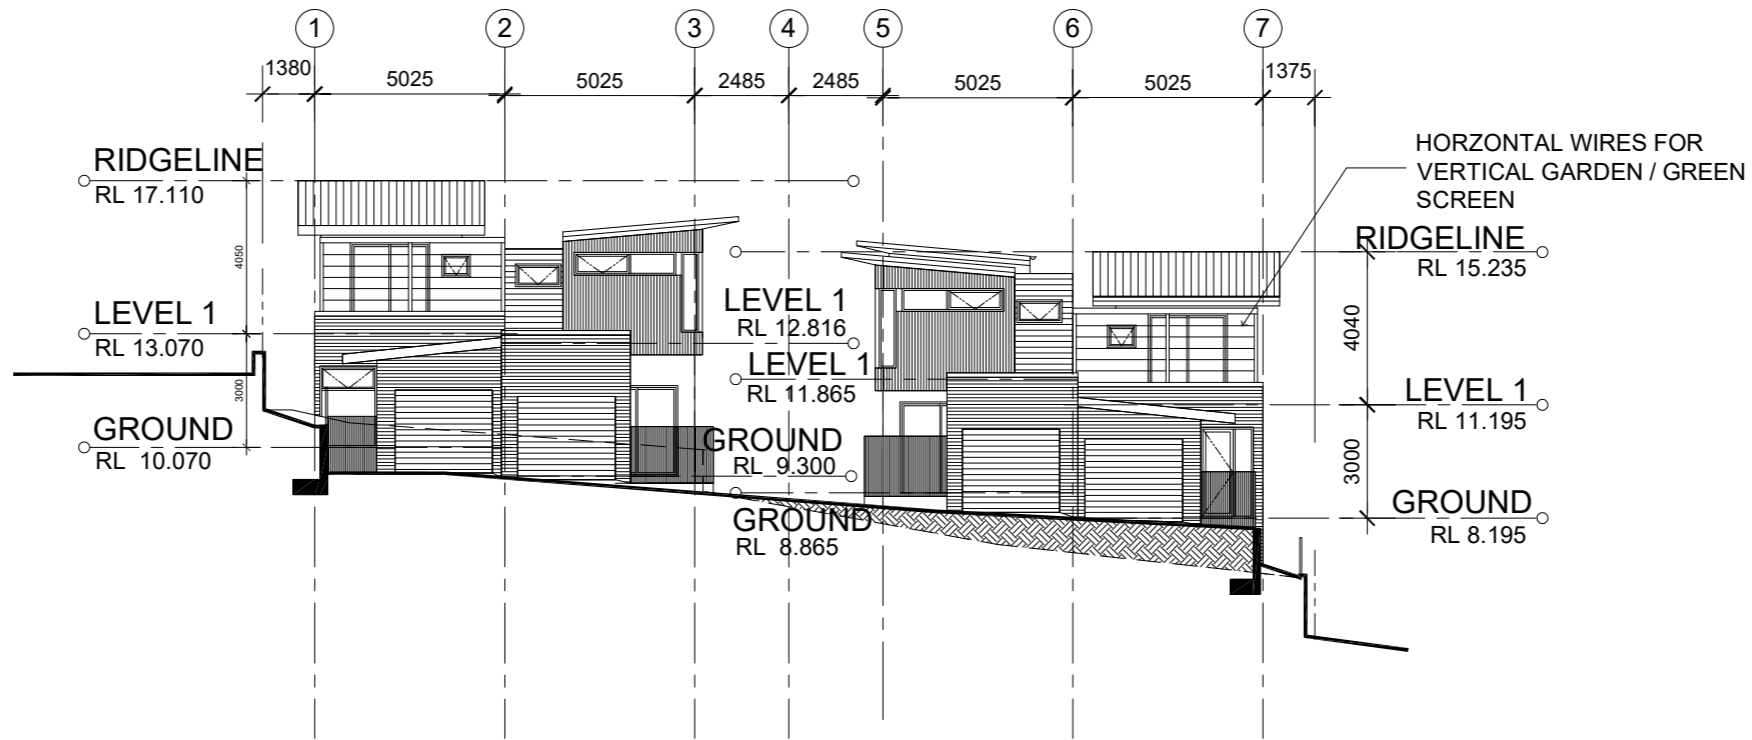 1 2 3 4 5 6 7
1380 5025 5025 2485 2485 5025 5025 1375
HORZONTAL WIRES FOR
VERTICAL GARDEN / GREEN
SCREEN
RIDGELINE
RL 17.110
4050
LEVEL 1
RL 13.070
3000
GROUND
RL 10.070
LEVEL 1
RL 12.816
LEVEL 1
RL 11.865
GROUND
RL 9.300
GROUND
RL 8.865
RIDGELINE
RL 15.235
4040
LEVEL 1
RL 11.195
3000
GROUND
RL 8.195